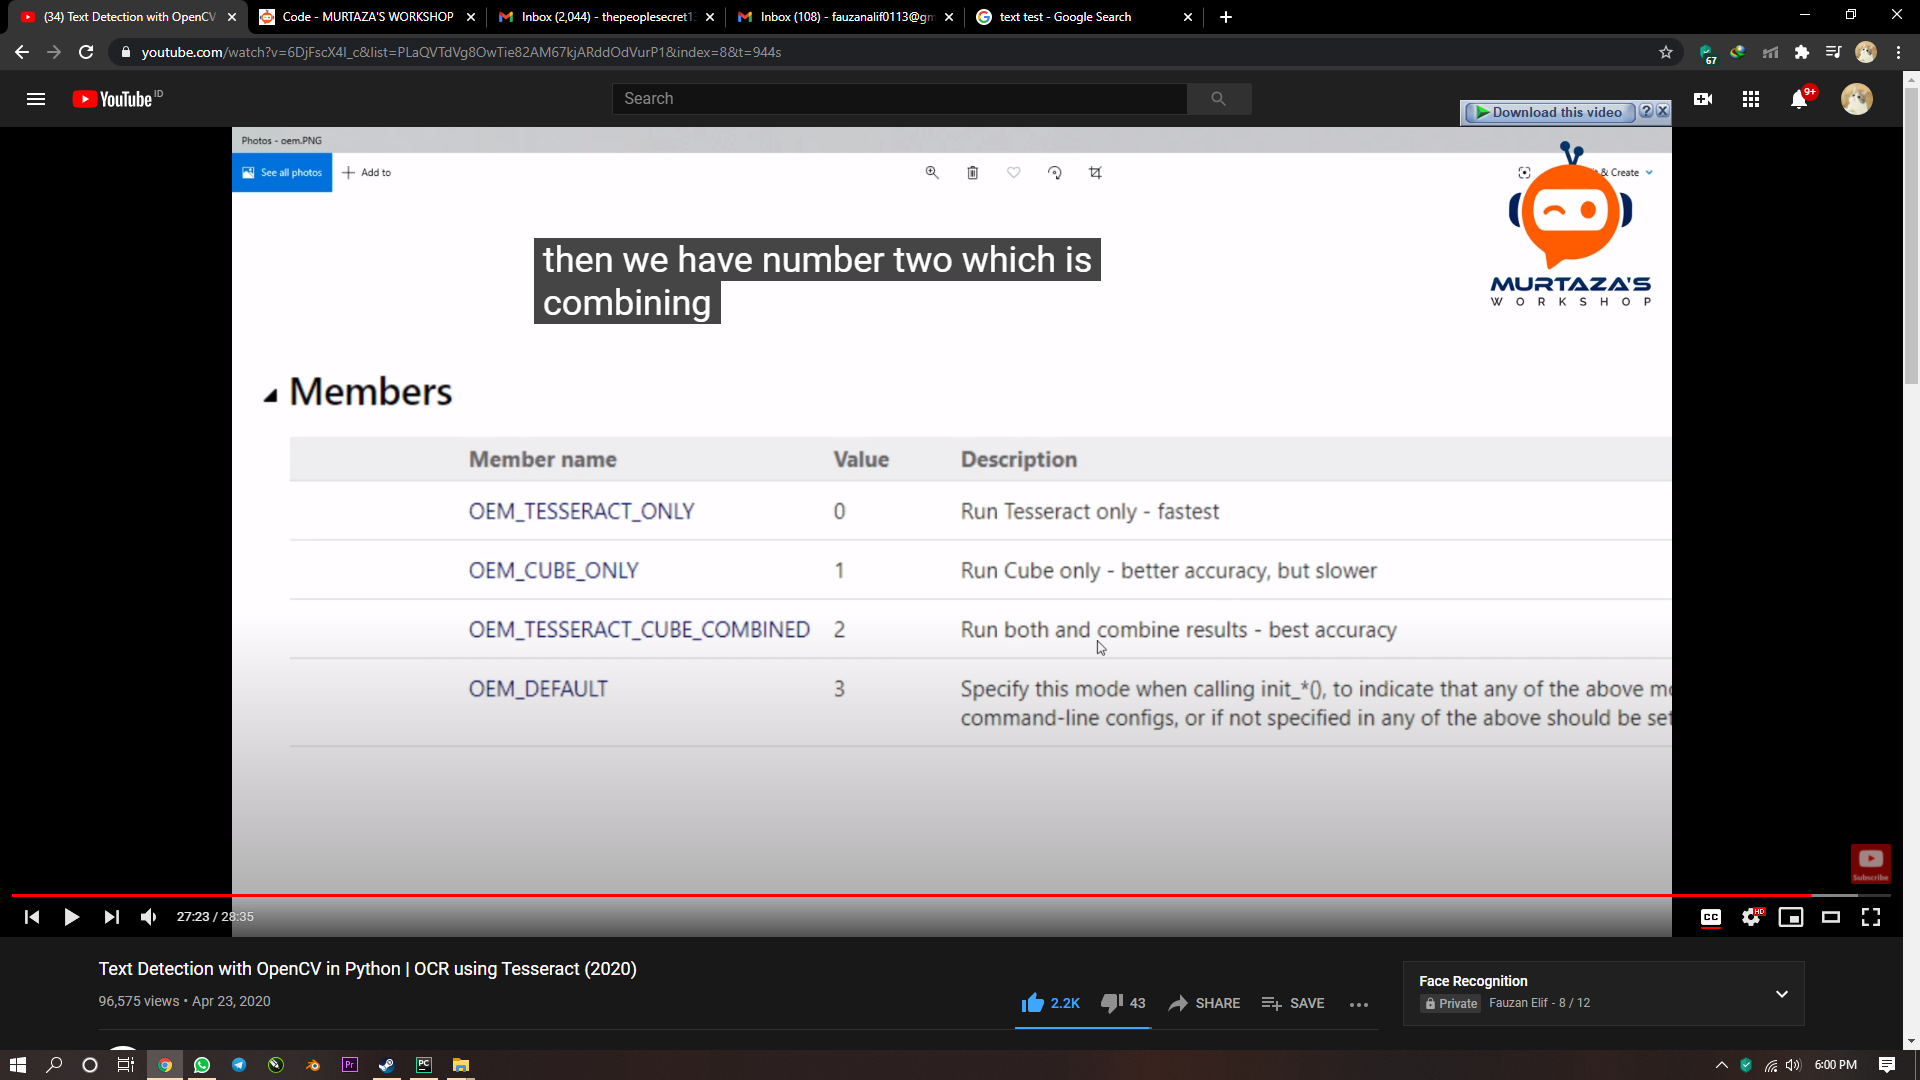 (34) Text Detection with OpenCV
Code - MURTAZA'S WORKSHOP
Inbox (2,044) - thepeoplesecret1
Inbox (108) - fauzanalif0113@gm
text test - Google Search
youtube.com/watch?v=6DjFscX4I_c&list=PLaQVTdVg8OwTie82AM67kjARddOdVurP1&index=8&t=944s
67
YouTube ID
Search
Download this video
?
9+
Photos - oem.PNG
See all photos
Add to
& Create
then we have number two which is
combining
MURTAZA'S
WORKSHOP
Members
Member name Value Description
OEM_TESSERACT_ONLY 0 Run Tesseract only - fastest
OEM_CUBE_ONLY 1 Run Cube only - better accuracy, but slower
OEM_TESSERACT_CUBE_COMBINED 2 Run both and combine results - best accuracy
OEM_DEFAULT 3 Specify this mode when calling init_*(), to indicate that any of the above
command-line configs, or if not specified in any of the above should be set
Subscribe
27:23 / 28:35
CC
HD
Text Detection with OpenCV in Python | OCR using Tesseract (2020)
96,575 views • Apr 23, 2020
2.2K
43
SHARE
SAVE
Face Recognition
Private Fauzan Elif - 8 / 12
Pr
PC
6:00 PM